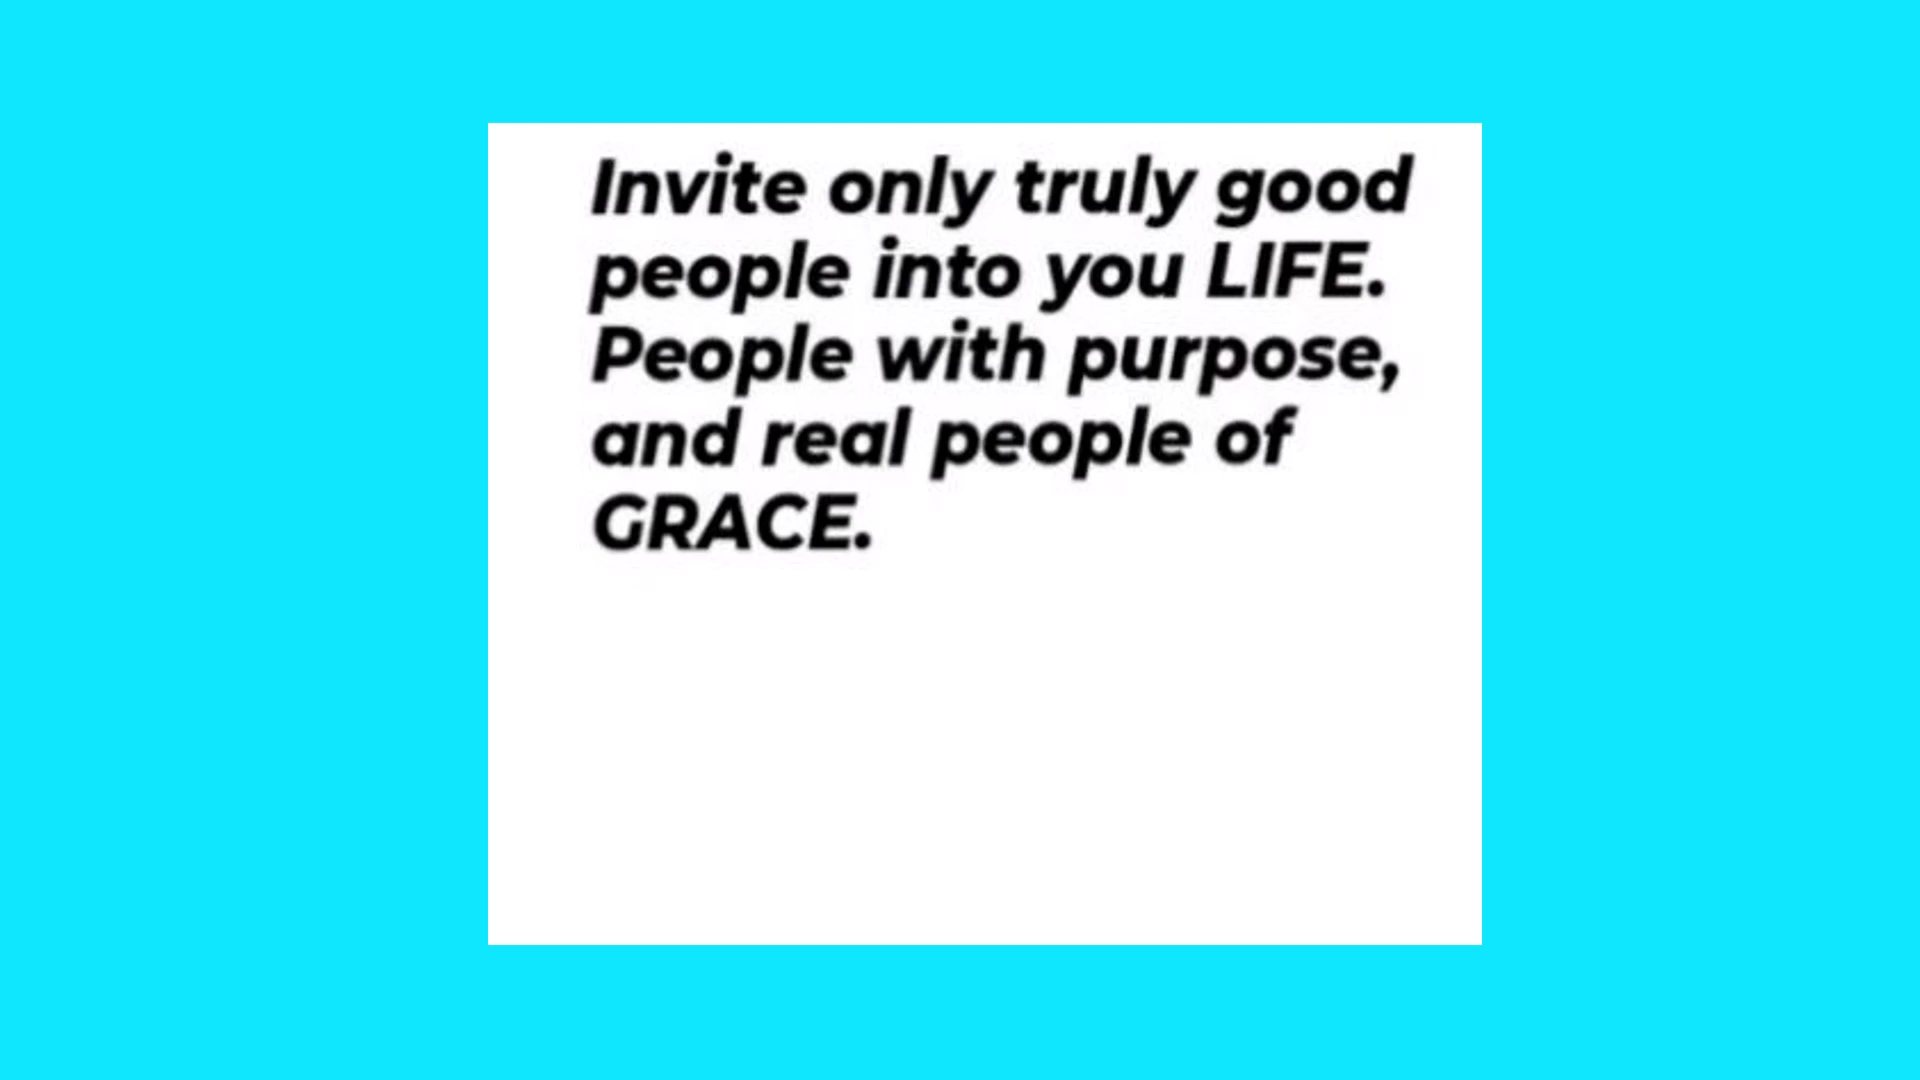 Invite only truly good
people into you LIFE.
People with purpose,
and real people of
GRACE.